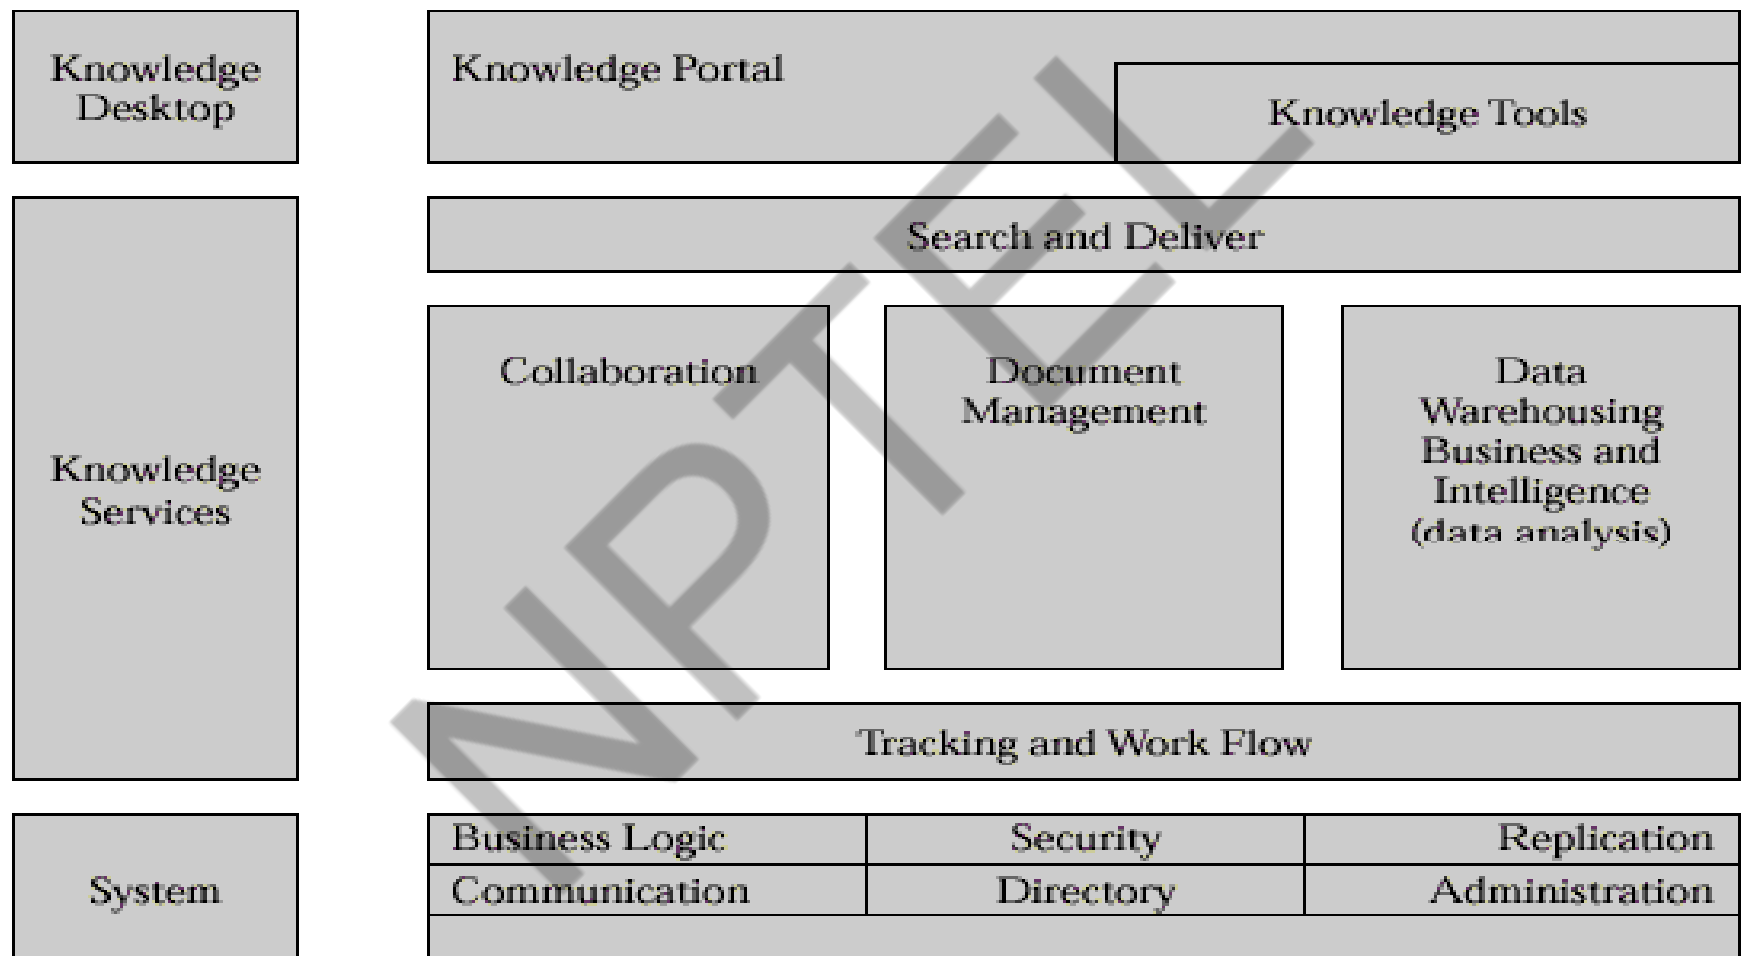 Knowledge
Desktop
Knowledge Portal
Knowledge Tools
Search and Deliver
Knowledge
Services
Collaboration
Document
Management
Data
Warehousing
Business and
Intelligence
(data analysis)
Tracking and Work Flow
System
Business Logic
Security
Replication
Communication
Directory
Administration
NPTEL